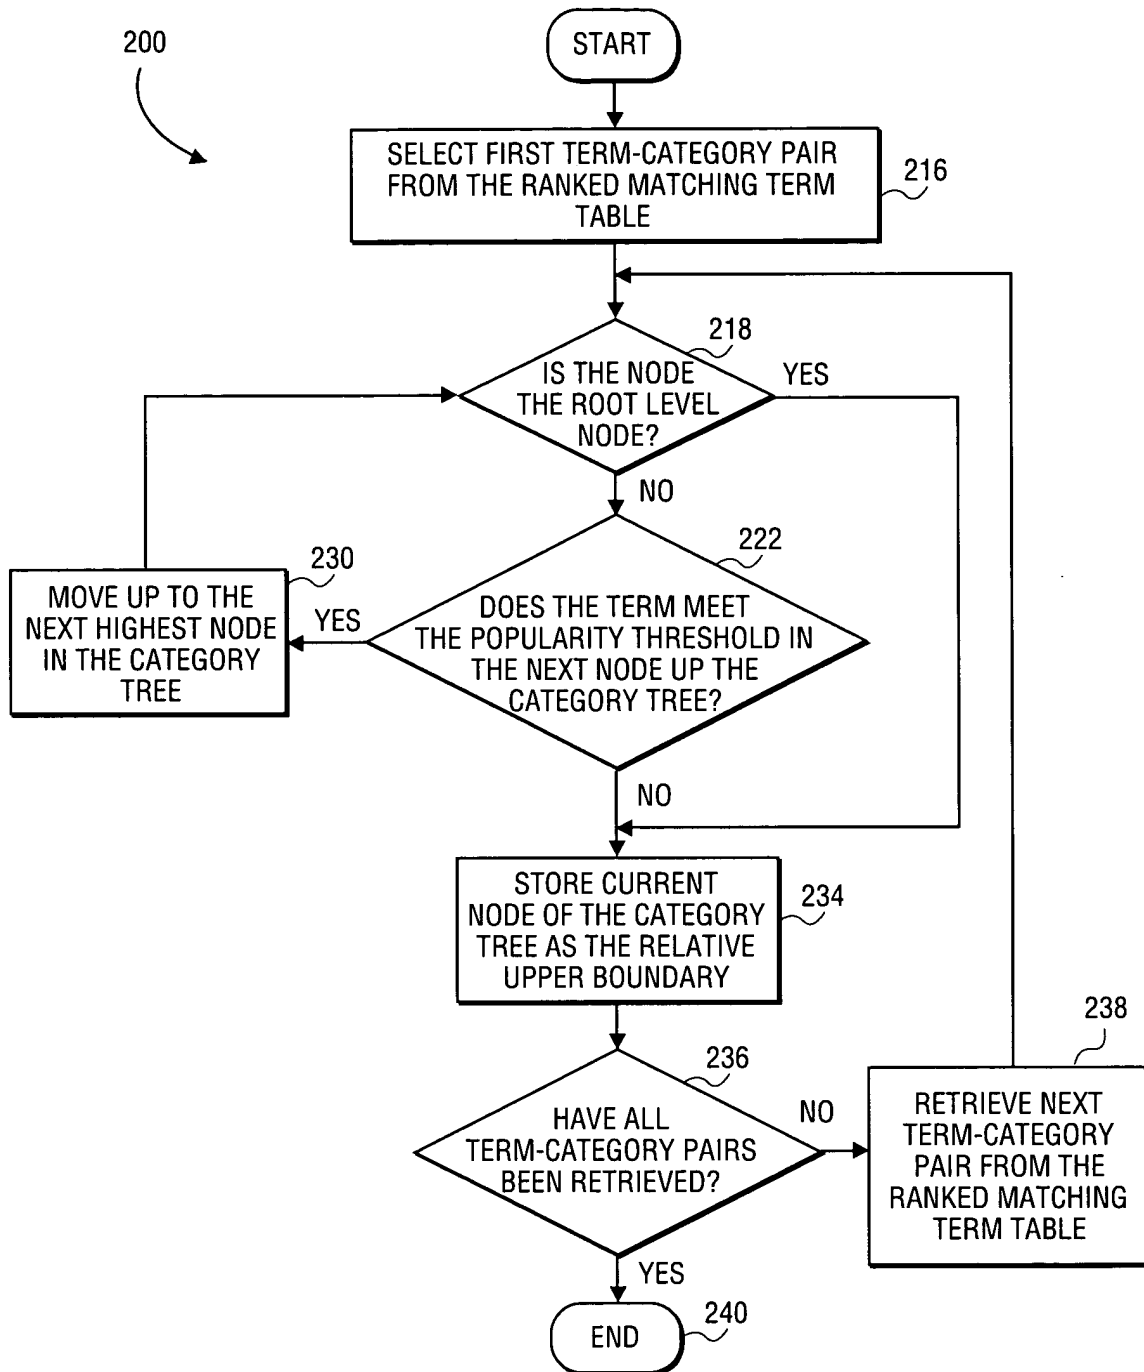 200
START
SELECT FIRST TERM-CATEGORY PAIR
FROM THE RANKED MATCHING TERM
TABLE
216
218
IS THE NODE
THE ROOT LEVEL
NODE?
YES
NO
222
230
MOVE UP TO THE
NEXT HIGHEST NODE
IN THE CATEGORY
TREE
YES
DOES THE TERM MEET
THE POPULARITY THRESHOLD IN
THE NEXT NODE UP THE
CATEGORY TREE?
NO
STORE CURRENT
NODE OF THE CATEGORY
TREE AS THE RELATIVE
UPPER BOUNDARY
234
236
HAVE ALL
TERM-CATEGORY PAIRS
BEEN RETRIEVED?
NO
238
RETRIEVE NEXT
TERM-CATEGORY
PAIR FROM THE
RANKED MATCHING
TERM TABLE
YES
END
240